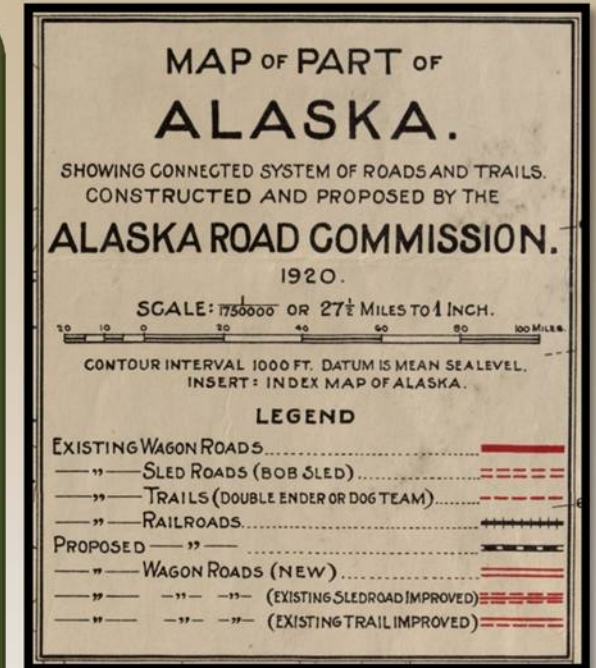 MAP OF PART OF
ALASKA.
SHOWING CONNECTED SYSTEM OF ROADS AND TRAILS.
CONSTRUCTED AND PROPOSED BY THE
ALASKA ROAD COMMISSION.
1920.
SCALE: 1/1750000 OR 27½ MILES TO 1 INCH.
20 10 0 20 40 60 80 100 MILES.
CONTOUR INTERVAL 1000 FT. DATUM IS MEAN SEALEVEL.
INSERT: INDEX MAP OF ALASKA.
LEGEND
EXISTING WAGON ROADS
—"— SLED ROADS (BOB SLED)
—"— TRAILS (DOUBLE ENDER OR DOG TEAM)
—"— RAILROADS
PROPOSED —"—
—"— WAGON ROADS (NEW)
—"— –"– –"– (EXISTING SLEDROAD IMPROVED)
—"— –"– –"– (EXISTING TRAIL IMPROVED)